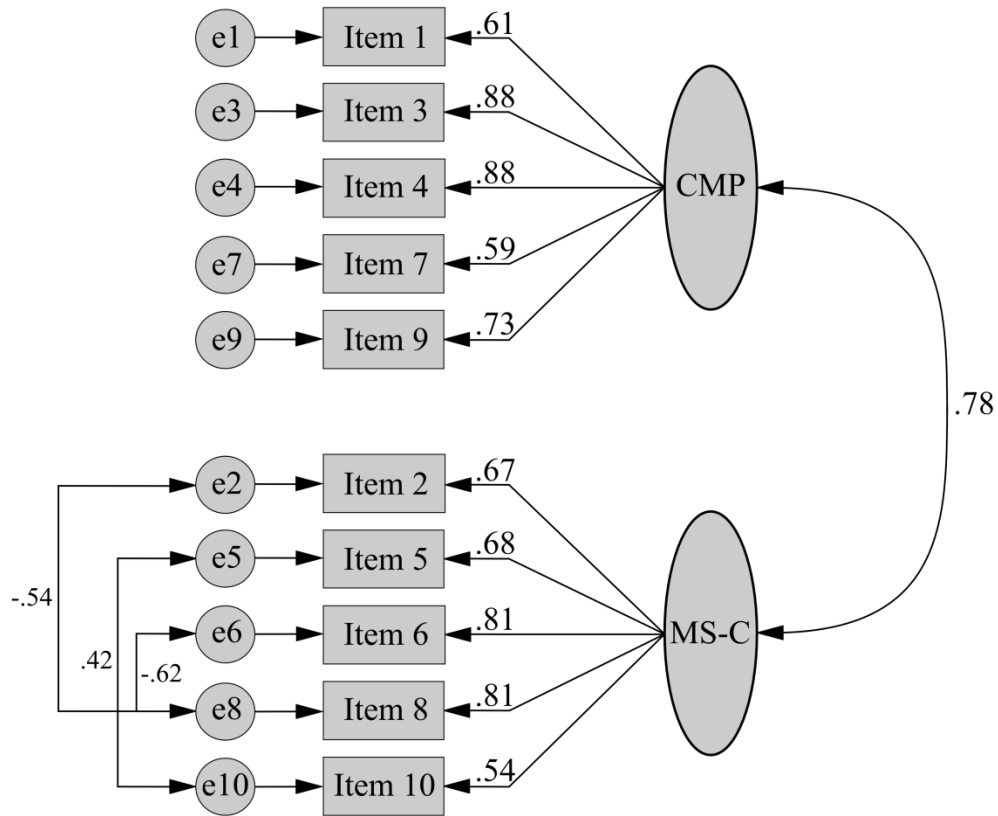 e1 Item 1 .61
e3 Item 3 .88
e4 Item 4 .88 CMP
e7 Item 7 .59
e9 Item 9 .73
.78
e2 Item 2 .67
e5 Item 5 .68
-.54
e6 Item 6 .81 MS-C
.42 -.62
e8 Item 8 .81
e10 Item 10 .54